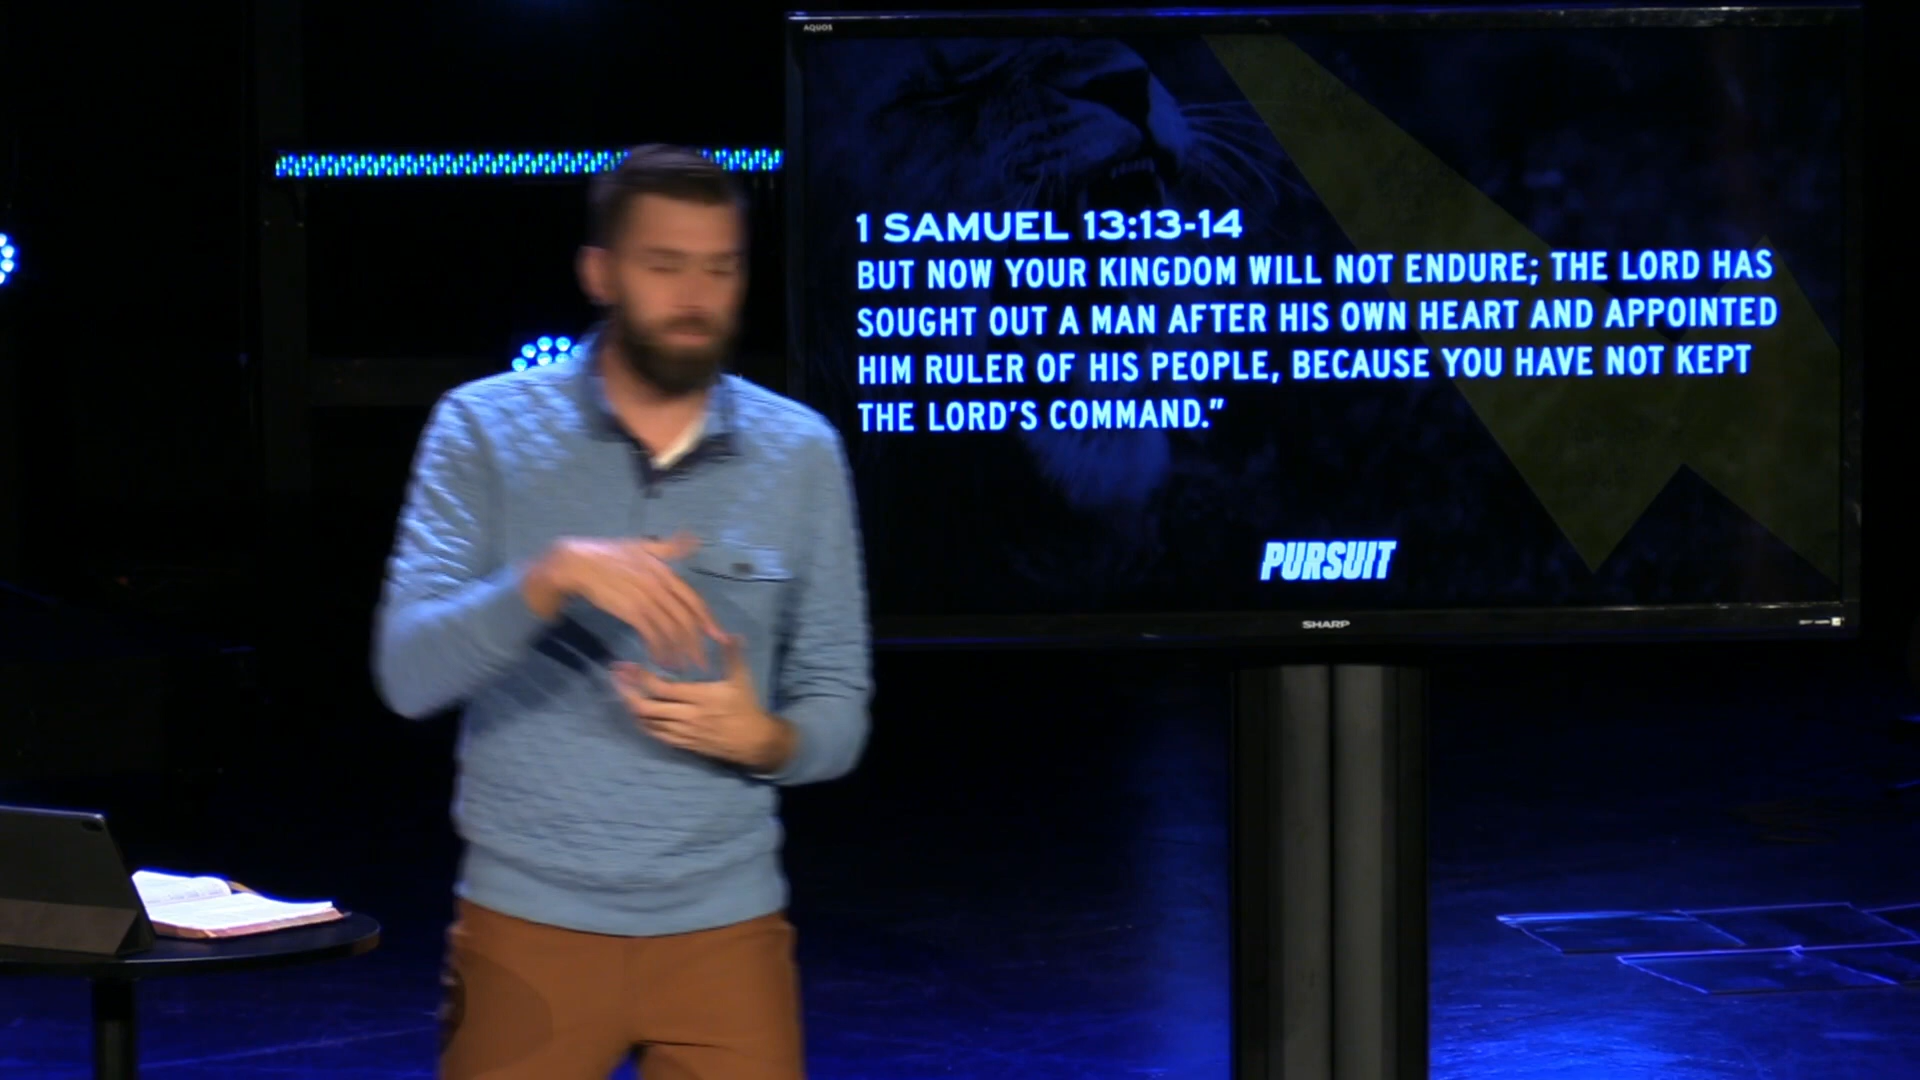 AQUOS
1 SAMUEL 13:13-14
BUT NOW YOUR KINGDOM WILL NOT ENDURE; THE LORD HAS
SOUGHT OUT A MAN AFTER HIS OWN HEART AND APPOINTED
HIM RULER OF HIS PEOPLE, BECAUSE YOU HAVE NOT KEPT
THE LORD'S COMMAND.”
PURSUIT
SHARP